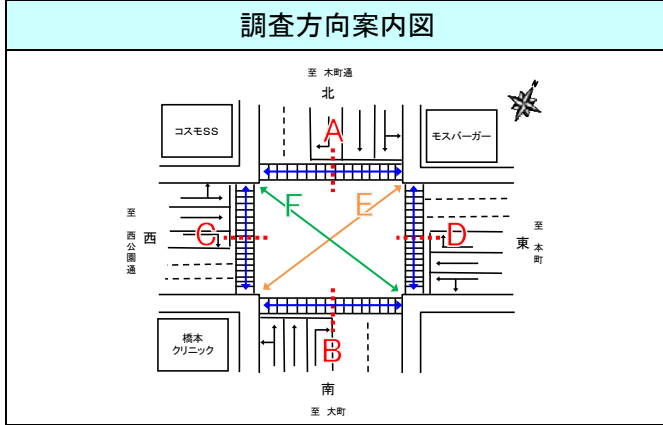 調査方向案内図
至 木町通
北
N
コスモSS
モスバーガー
A
F
E
至 西公園通
西
C
D
東
至 本町
橋本
クリニック
B
南
至 大町